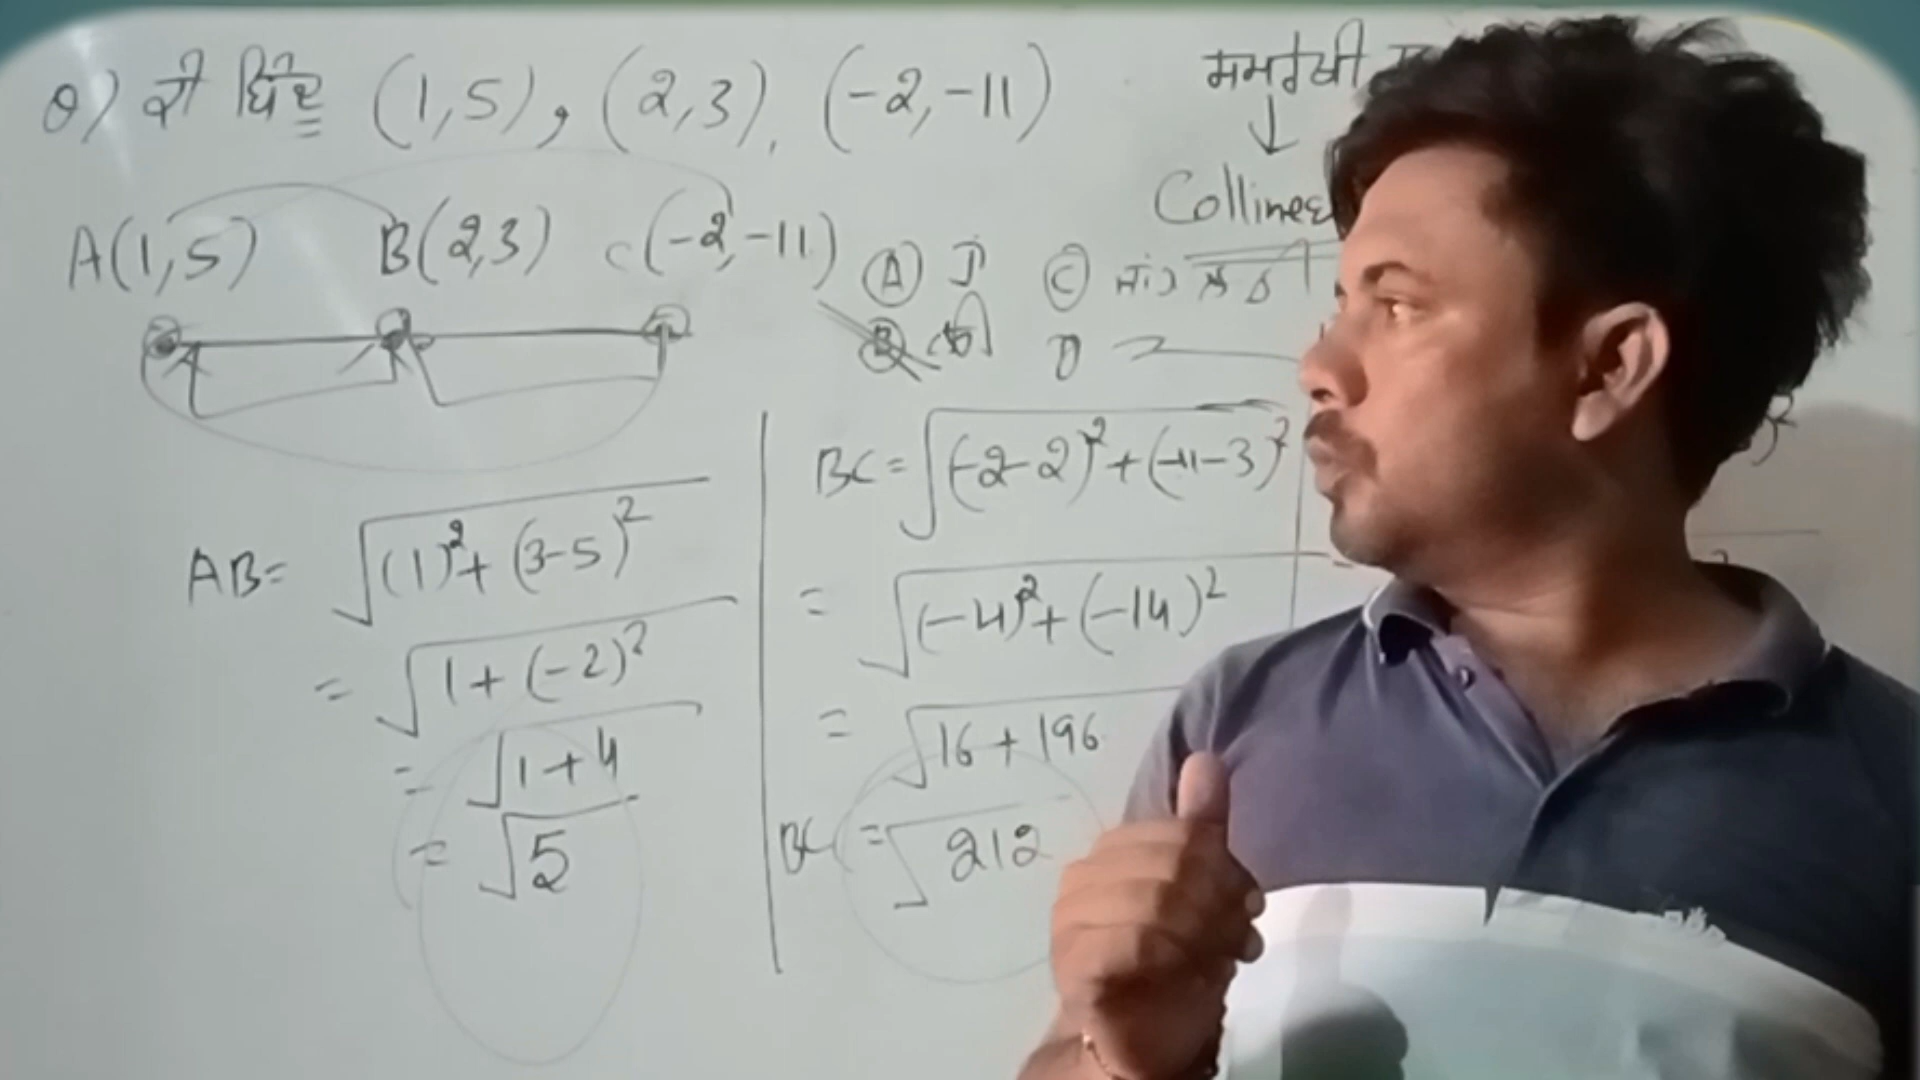 Q) ਕੀ ਬਿੰਦੂ (1,5), (2,3), (-2,-11) ਸਮਰੇਖੀ
↓
A(1,5) B(2,3) C(-2,-11) Collinea
(A) (C)
(B) D
AB= √(1)²+(3-5)²
= √1+(-2)²
= √1+4
= √5
BC= √(-2-2)²+(-11-3)²
= √(-4)²+(-14)²
= √16+196
BC = √212